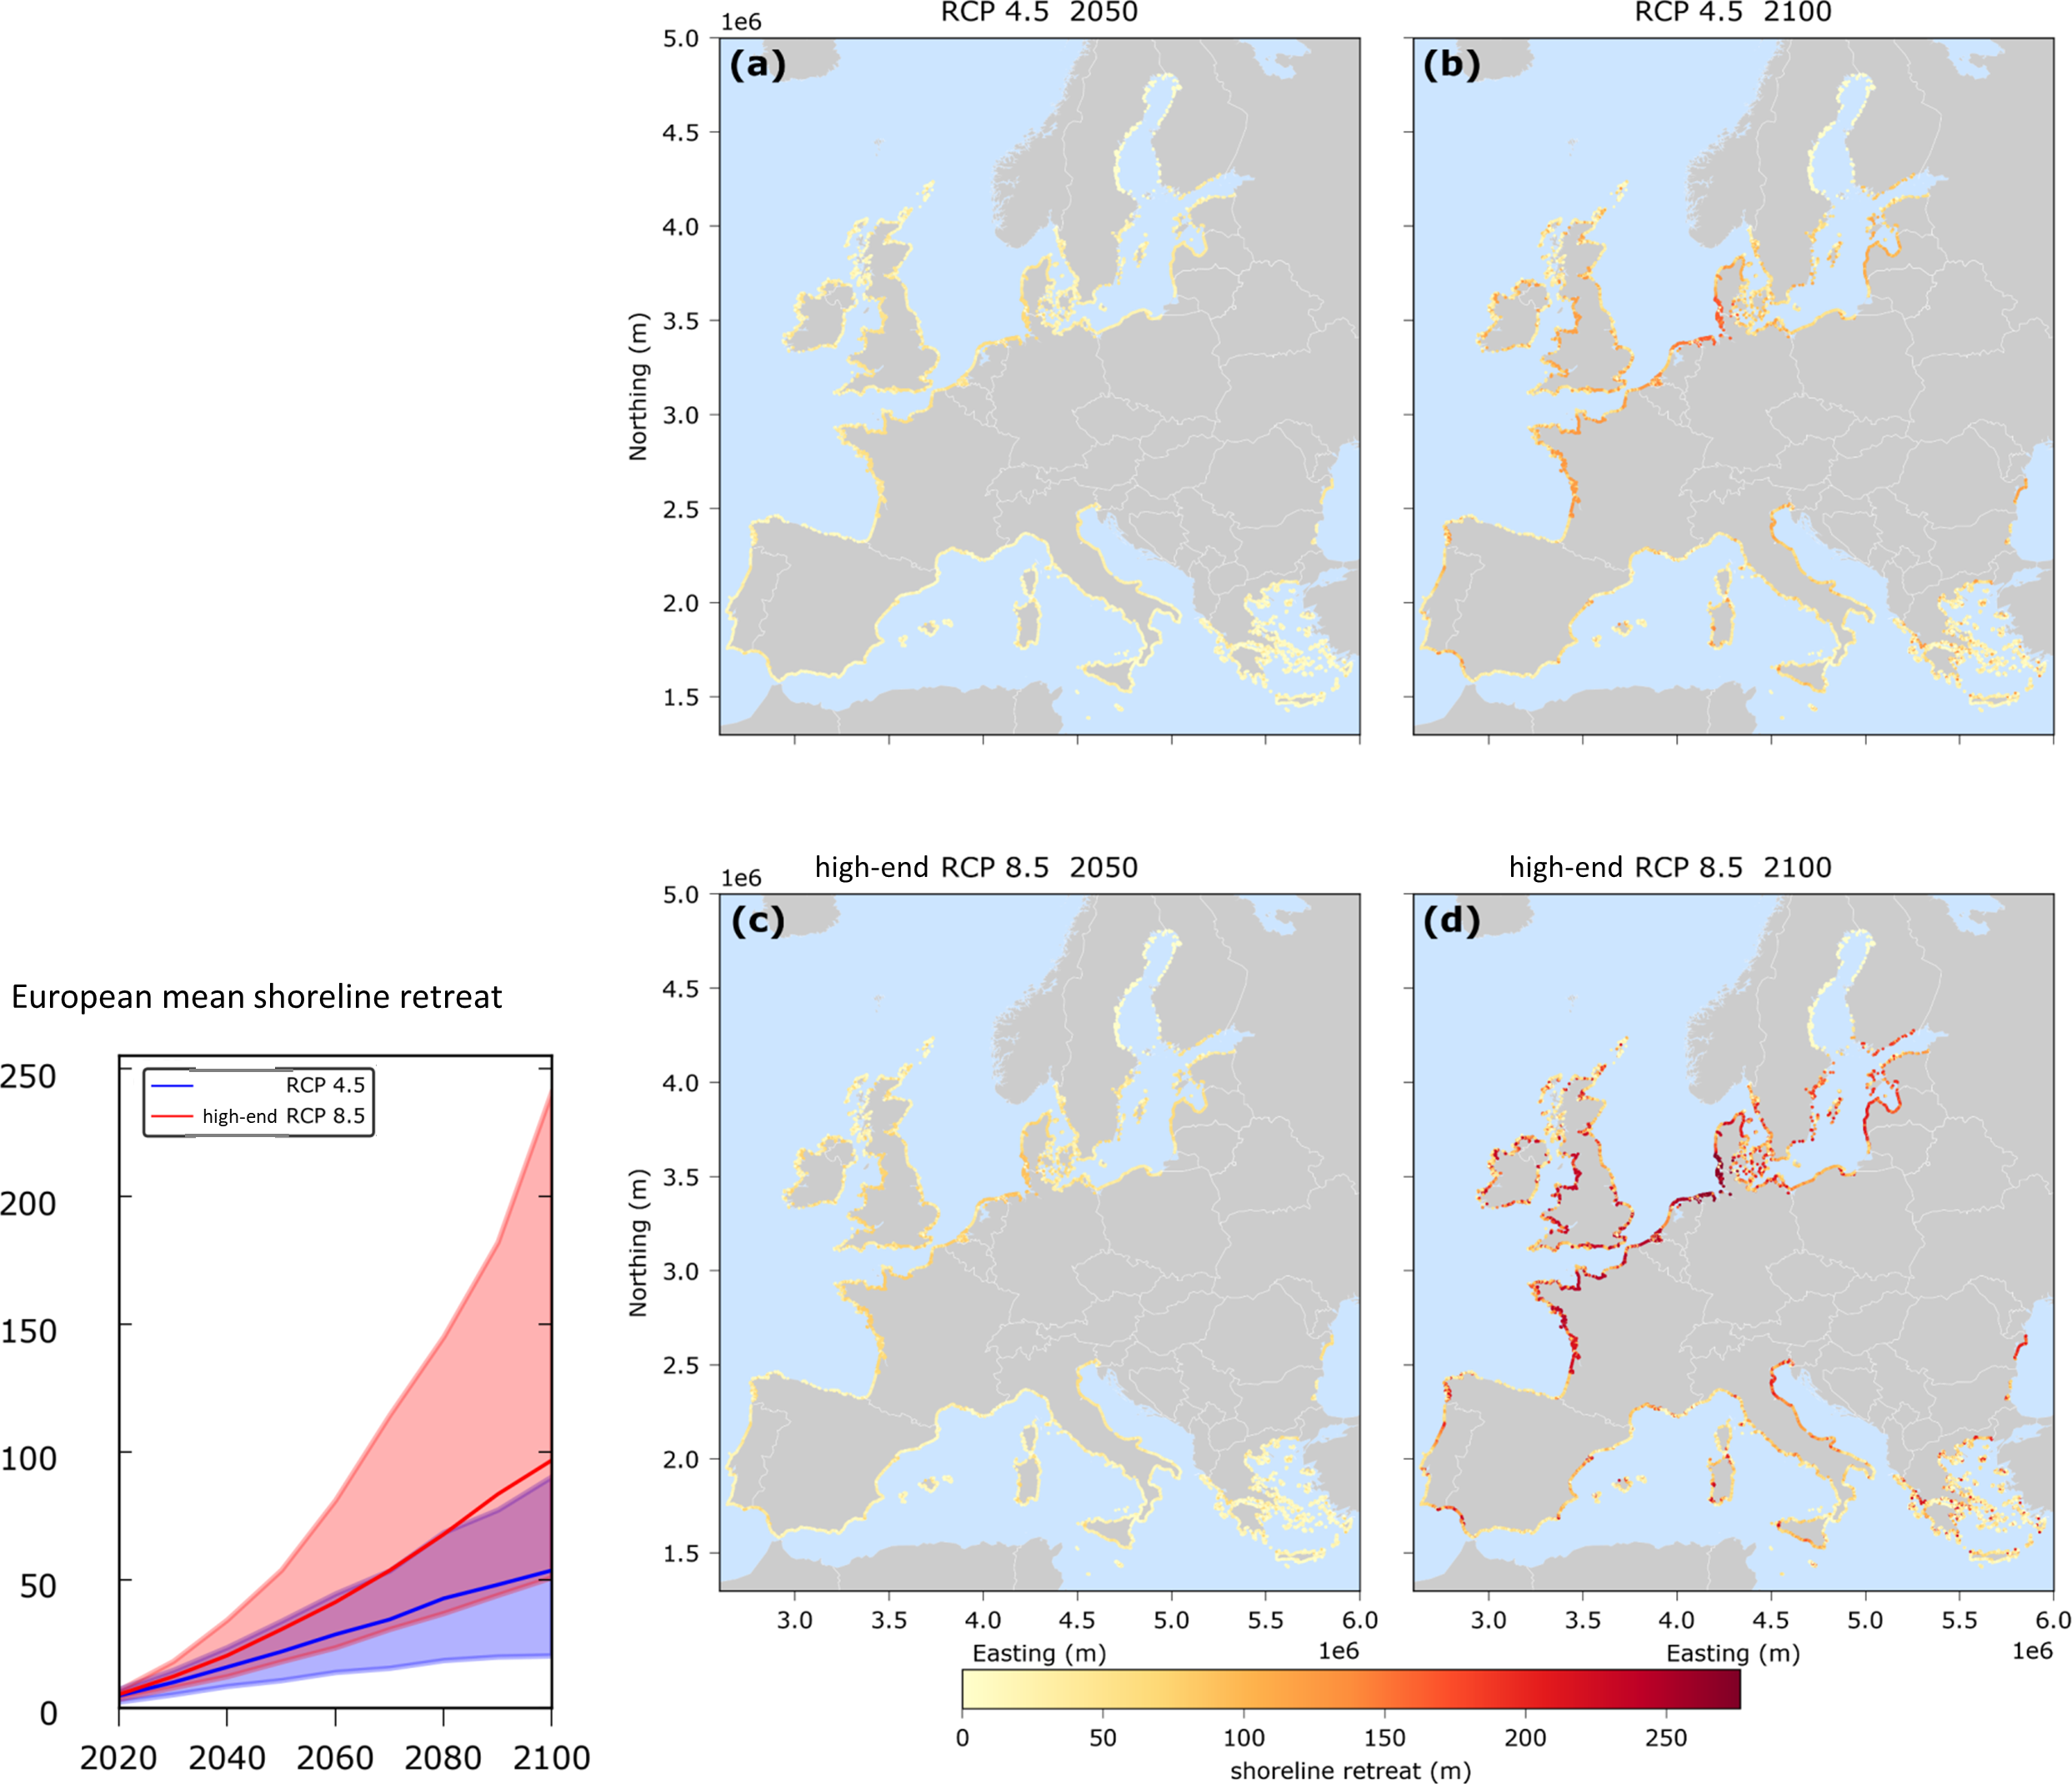 RCP 4.5 2050
RCP 4.5 2100
1e6
(a)
(b)
5.0
4.5
4.0
3.5
3.0
2.5
2.0
1.5
Northing (m)
high-end RCP 8.5 2050
high-end RCP 8.5 2100
1e6
(c)
(d)
5.0
4.5
4.0
3.5
3.0
2.5
2.0
1.5
Northing (m)
3.0 3.5 4.0 4.5 5.0 5.5 6.0
Easting (m) 1e6
3.0 3.5 4.0 4.5 5.0 5.5 6.0
Easting (m) 1e6
0 50 100 150 200 250
shoreline retreat (m)
European mean shoreline retreat
RCP 4.5
high-end RCP 8.5
250
200
150
100
50
0
2020 2040 2060 2080 2100